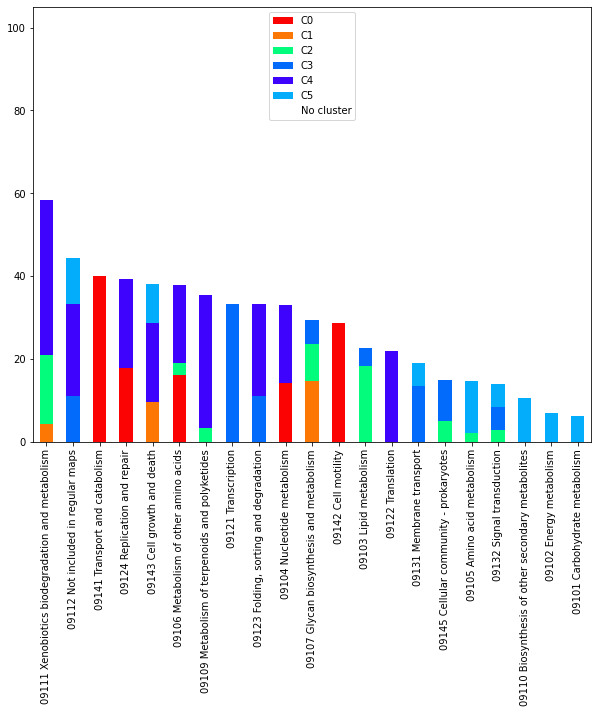 100
80
60
40
20
0
C0
C1
C2
C3
C4
C5
No cluster
09111 Xenobiotics biodegradation and metabolism
09112 Not included in regular maps
09141 Transport and catabolism
09124 Replication and repair
09143 Cell growth and death
09106 Metabolism of other amino acids
09109 Metabolism of terpenoids and polyketides
09121 Transcription
09123 Folding, sorting and degradation
09104 Nucleotide metabolism
09107 Glycan biosynthesis and metabolism
09142 Cell motility
09103 Lipid metabolism
09122 Translation
09131 Membrane transport
09145 Cellular community - prokaryotes
09105 Amino acid metabolism
09132 Signal transduction
09110 Biosynthesis of other secondary metabolites
09102 Energy metabolism
09101 Carbohydrate metabolism